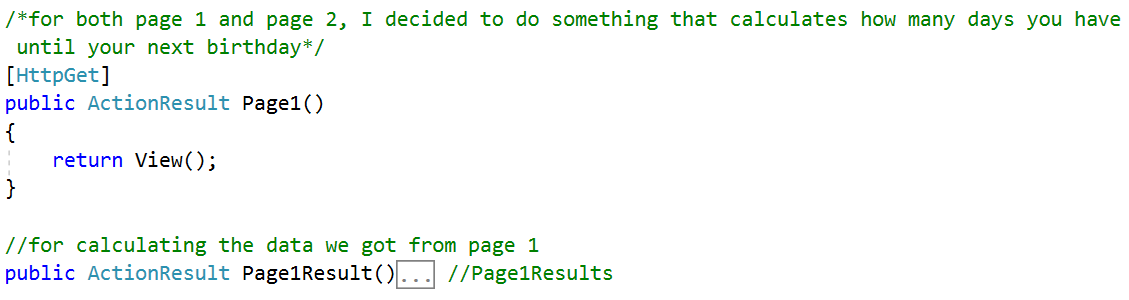 /*for both page 1 and page 2, I decided to do something that calculates how many days you have
until your next birthday*/
[HttpGet]
public ActionResult Page1()
{
return View();
}
//for calculating the data we got from page 1
public ActionResult Page1Result()... //Page1Results